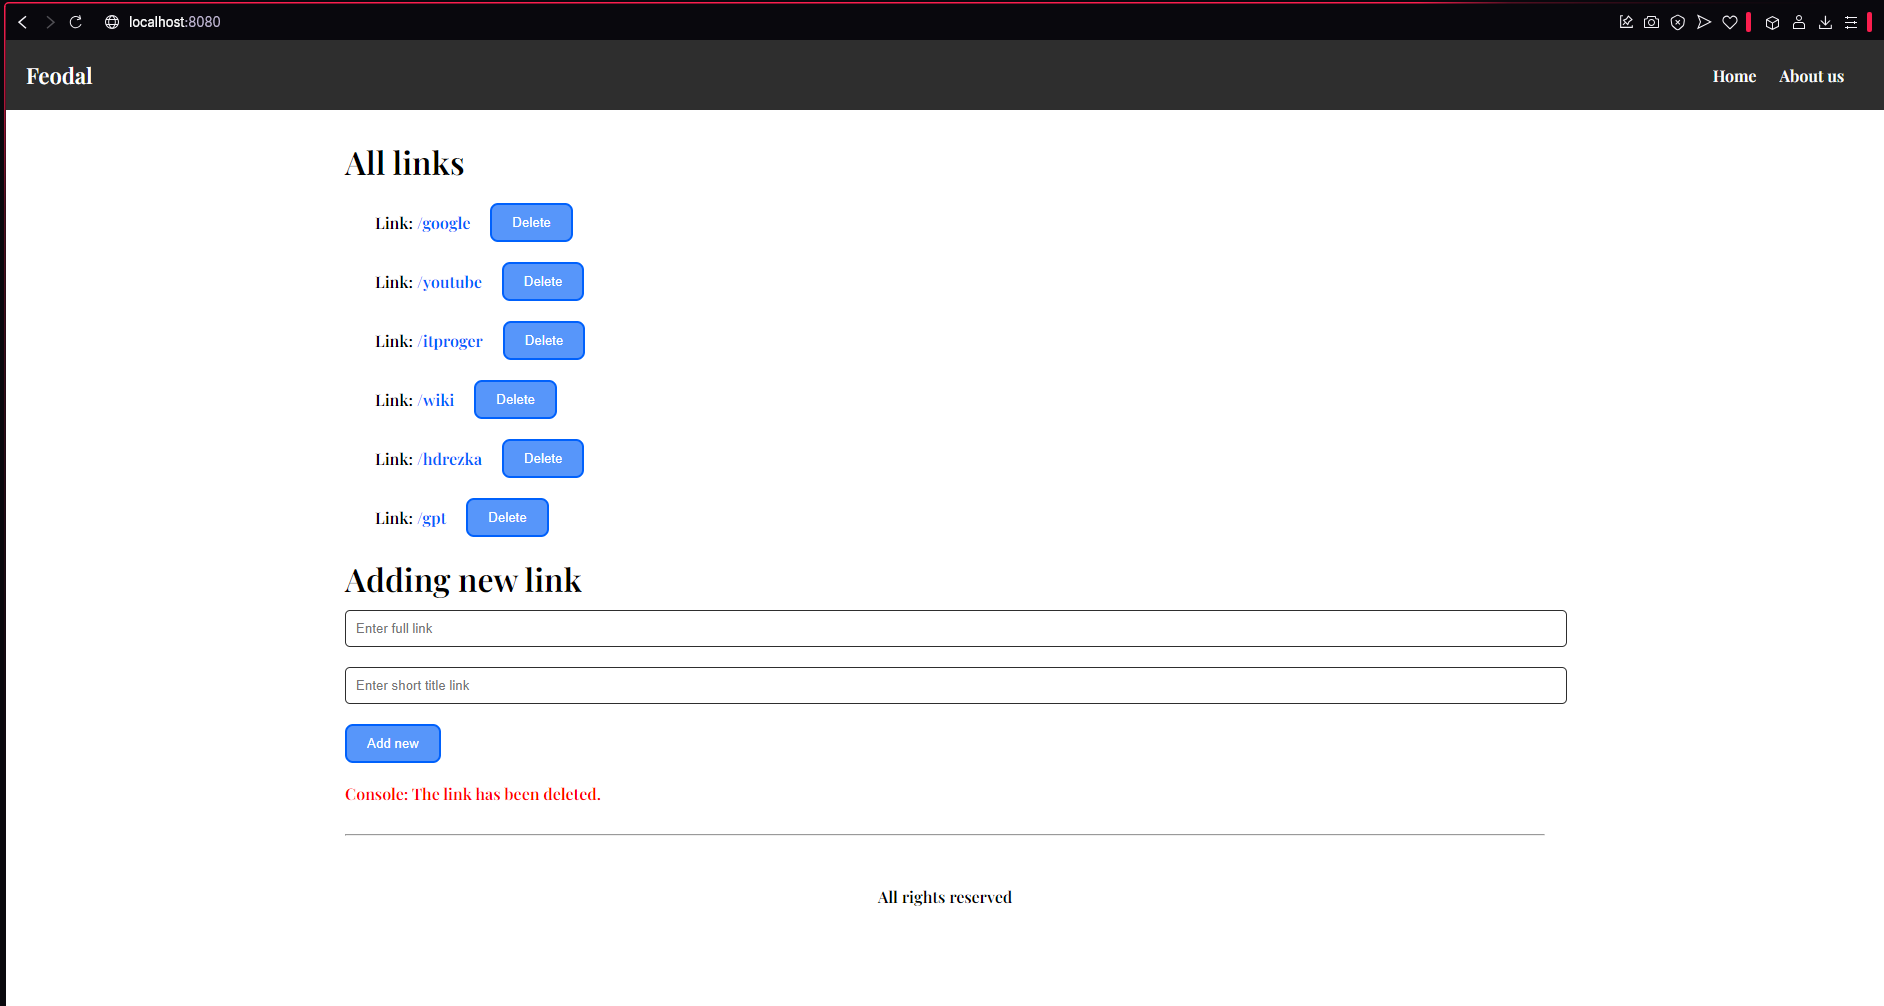 localhost:8080
Feodal
Home About us
All links
Link: /google Delete
Link: /youtube Delete
Link: /itproger Delete
Link: /wiki Delete
Link: /hdrezka Delete
Link: /gpt Delete
Adding new link
Enter full link
Enter short title link
Add new
Console: The link has been deleted.
All rights reserved